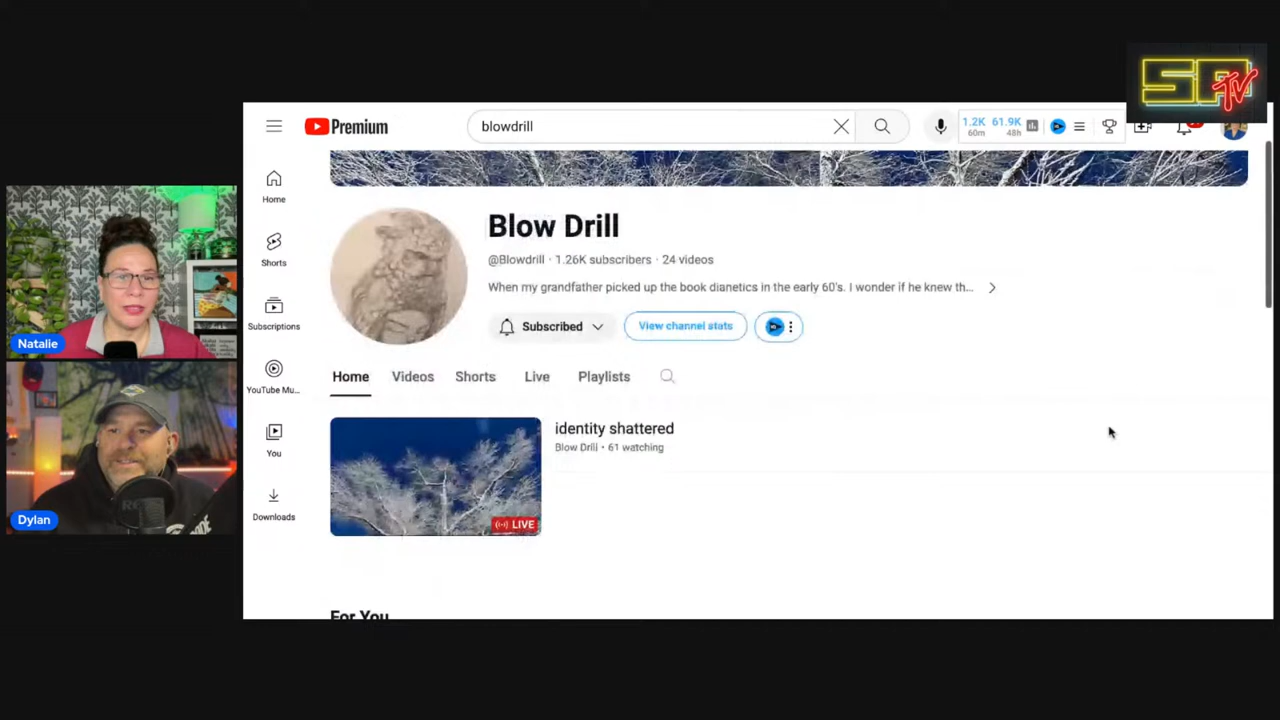 SPTV
Premium
blowdrill
1.2K 61.9K
60m 48h
Home
Shorts
Subscriptions
YouTube Mu...
You
Downloads
Blow Drill
@Blowdrill · 1.26K subscribers · 24 videos
When my grandfather picked up the book dianetics in the early 60's. I wonder if he knew th...
Subscribed
View channel stats
Home Videos Shorts Live Playlists
identity shattered
Blow Drill • 61 watching
LIVE
For You
Natalie
Dylan